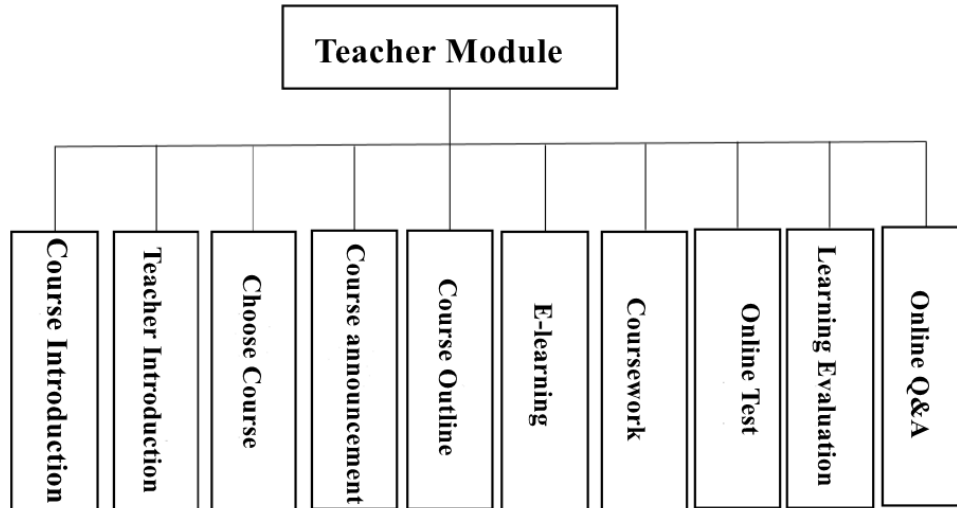 Teacher Module
Course Introduction
Teacher Introduction
Choose Course
Course announcement
Course Outline
E-learning
Coursework
Online Test
Learning Evaluation
Online Q&A